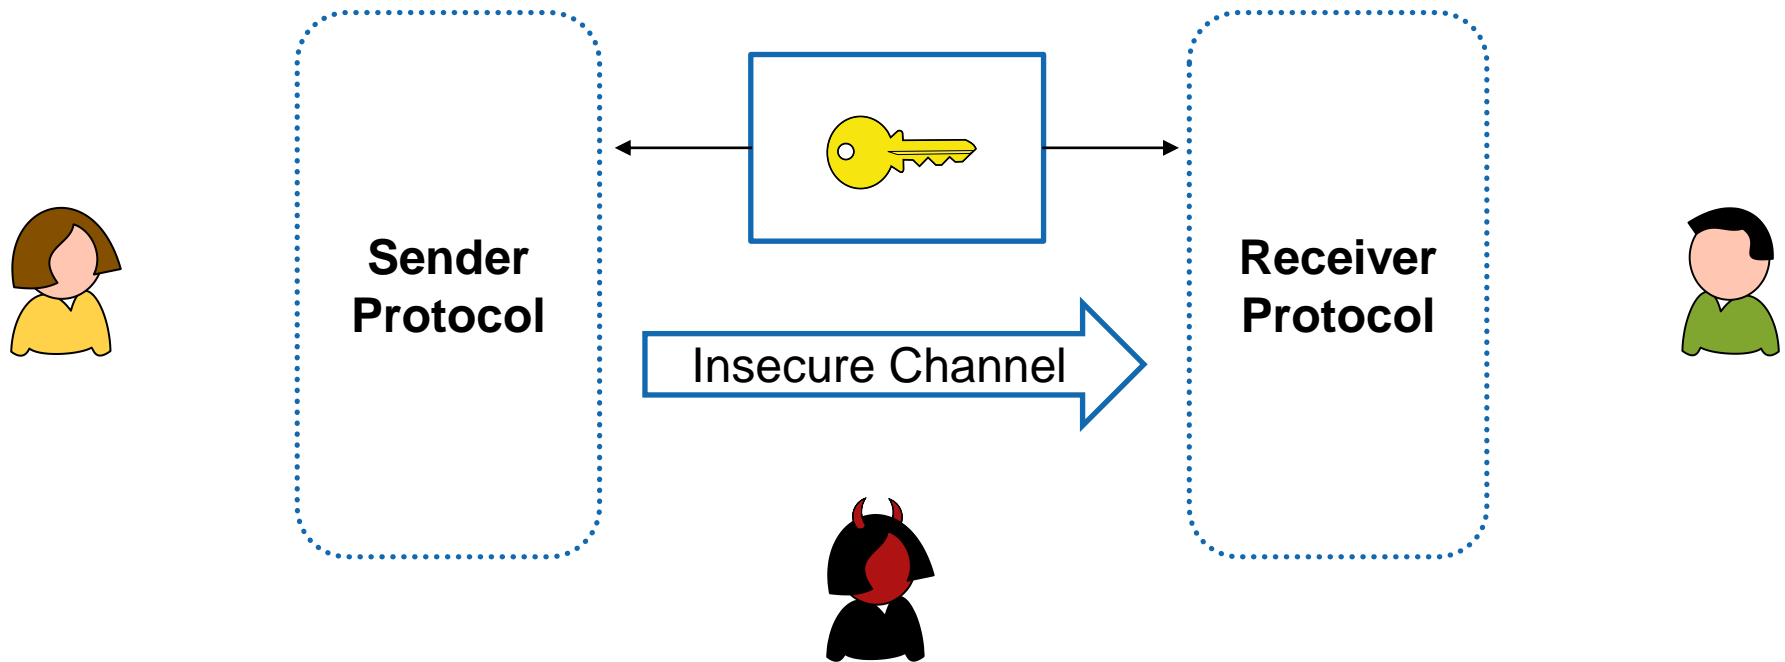 Sender
Protocol
Insecure Channel
Receiver
Protocol